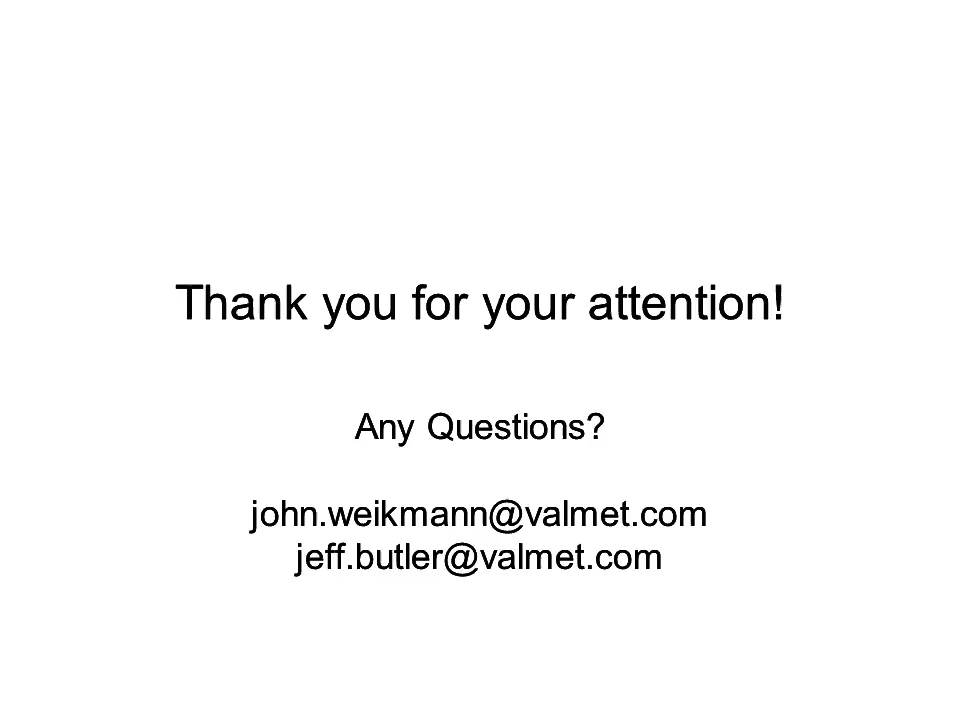 Thank you for your attention!
Any Questions?
john.weikmann@valmet.com
jeff.butler@valmet.com